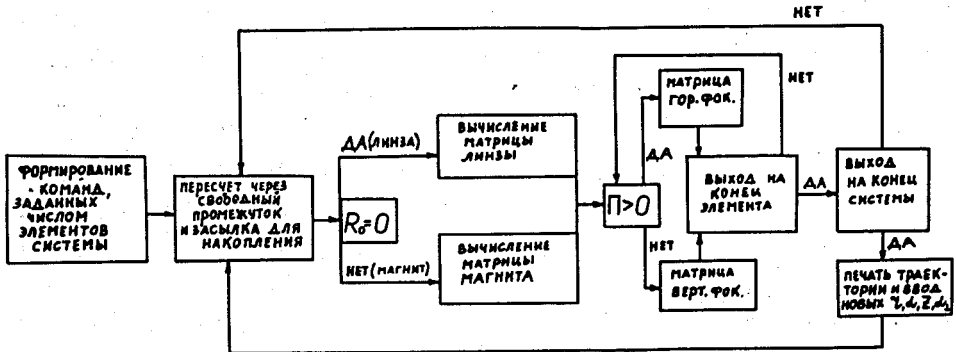 НЕТ
ФОРМИРОВАНИЕ
КОМАНД,
ЗАДАННЫХ
ЧИСЛОМ
ЭЛЕМЕНТОВ
СИСТЕМЫ
ПЕРЕСЧЕТ ЧЕРЕЗ
СВОБОДНЫЙ
ПРОМЕЖУТОК
И ЗАСЫЛКА ДЛЯ
НАКОПЛЕНИЯ
R₀=0
ДА (ЛИНЗА)
НЕТ (МАГНИТ)
ВЫЧИСЛЕНИЕ
МАТРИЦЫ
ЛИНЗЫ
ВЫЧИСЛЕНИЕ
МАТРИЦЫ
МАГНИТА
П>0
ДА
НЕТ
МАТРИЦА
ГОР. ФОК.
МАТРИЦА
ВЕРТ. ФОК.
НЕТ
ВЫХОД НА
КОНЕЦ
ЭЛЕМЕНТА
ДА
ВЫХОД
НА КОНЕЦ
СИСТЕМЫ
ДА
ПЕЧАТЬ ТРАЕК-
ТОРИИ И ВВОД
НОВЫХ